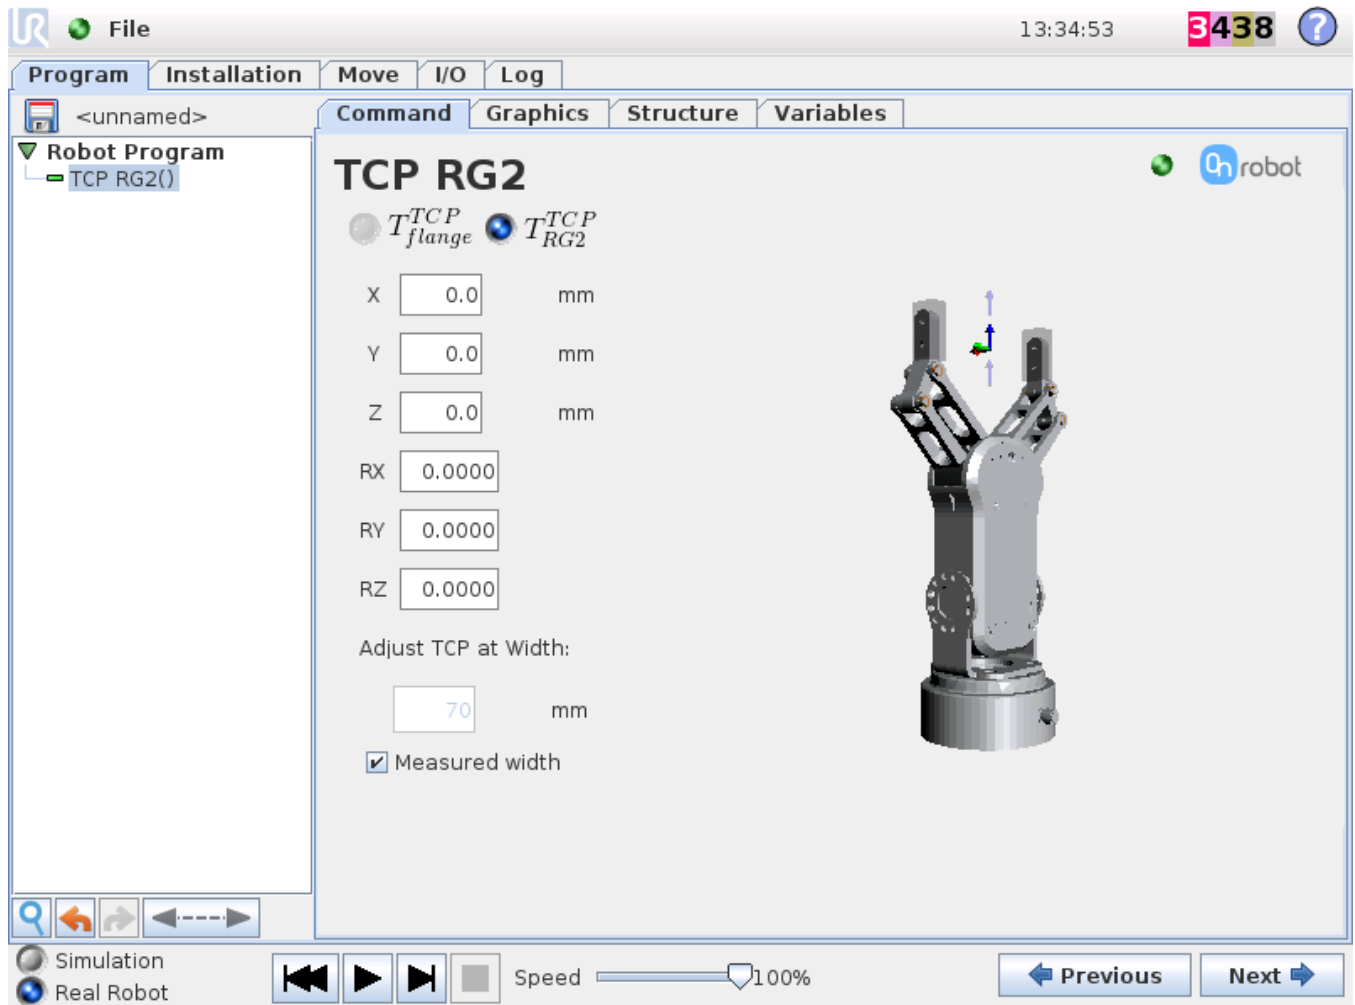 UR File 13:34:53 3438 ?
Program Installation Move I/O Log
<unnamed> Command Graphics Structure Variables
Robot Program
TCP RG2()
TCP RG2
On robot
T^{TCP}_{flange} T^{TCP}_{RG2}
X 0.0 mm
Y 0.0 mm
Z 0.0 mm
RX 0.0000
RY 0.0000
RZ 0.0000
Adjust TCP at Width:
70 mm
Measured width
Simulation
Real Robot
Speed 100%
Previous Next